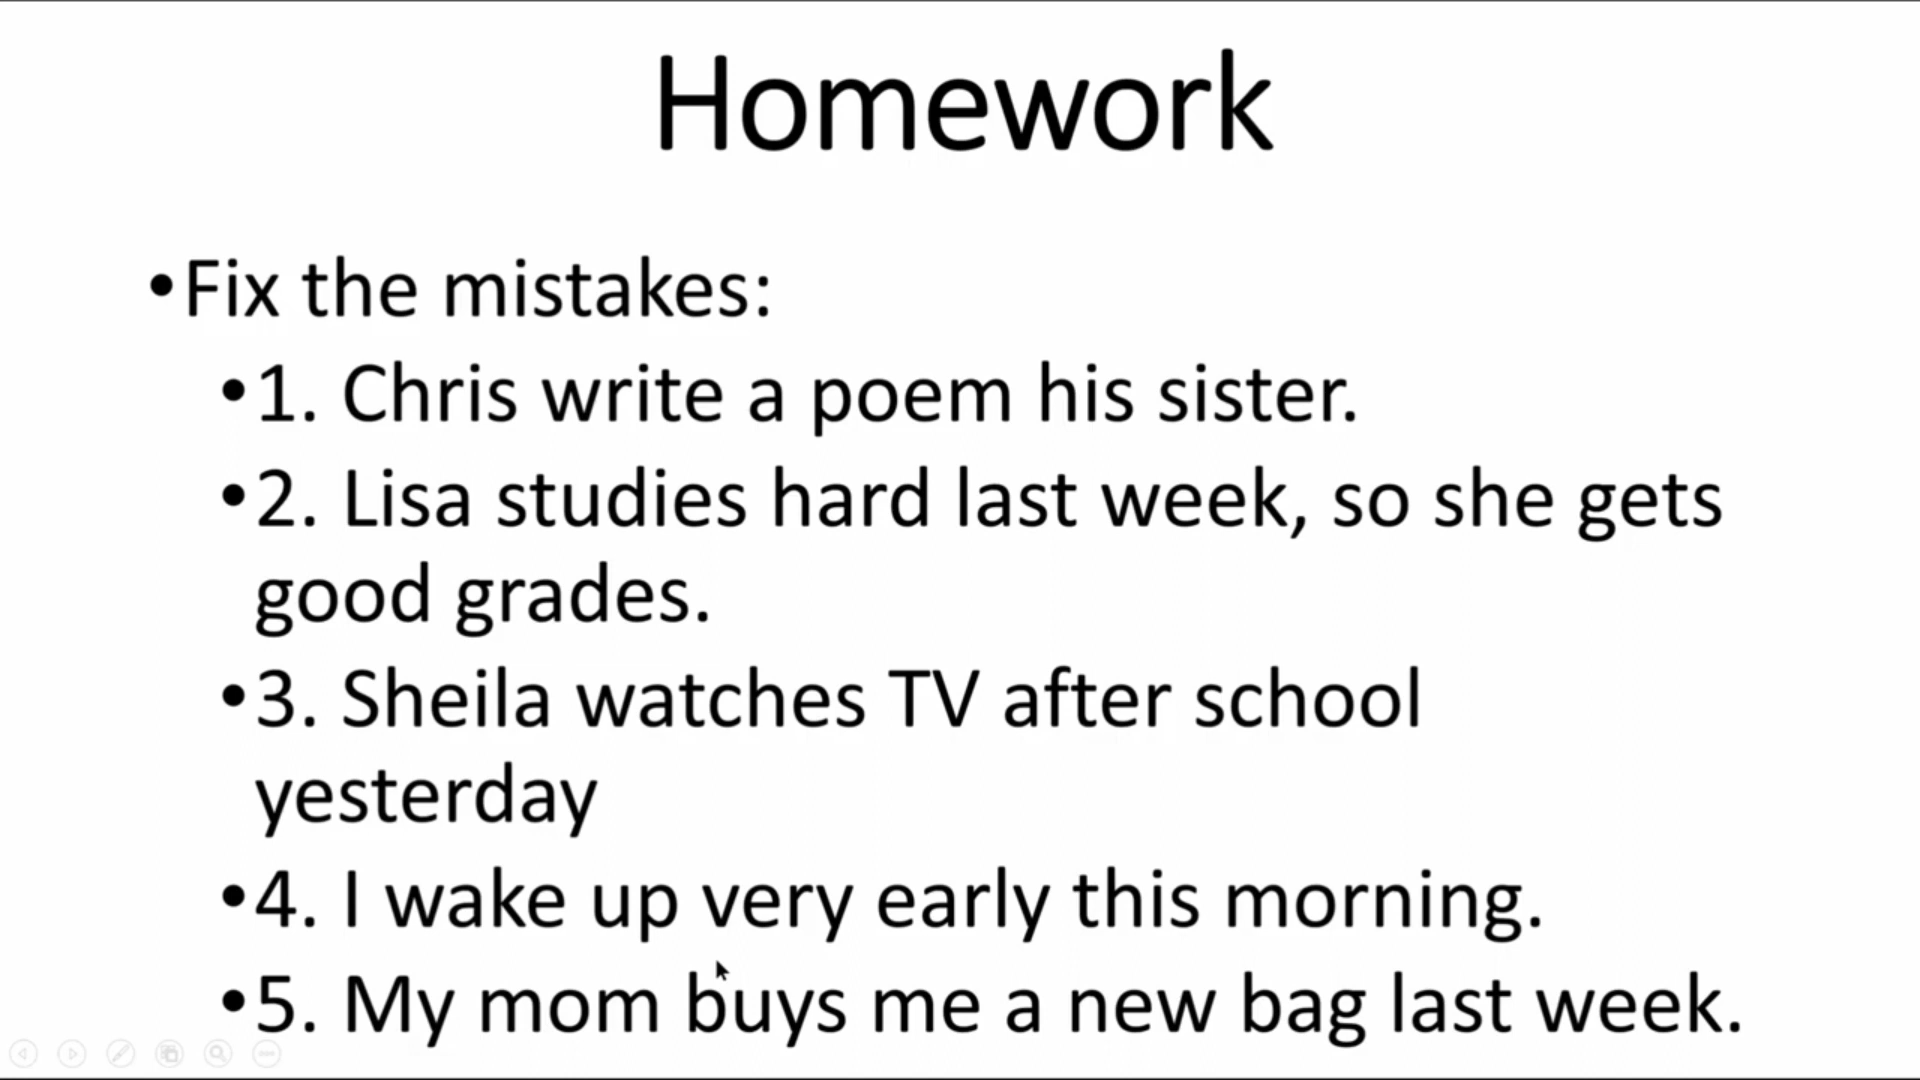 Homework
•Fix the mistakes:
•1. Chris write a poem his sister.
•2. Lisa studies hard last week, so she gets
good grades.
•3. Sheila watches TV after school
yesterday
•4. I wake up very early this morning.
•5. My mom buys me a new bag last week.